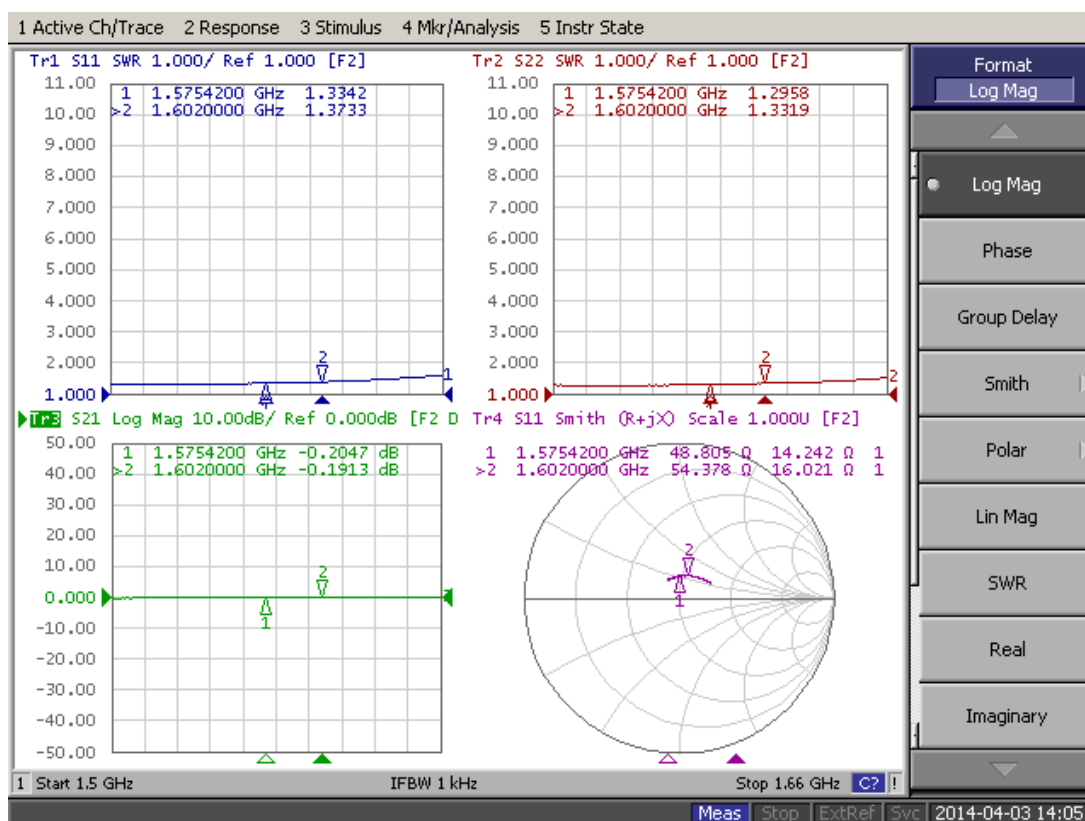 1 Active Ch/Trace 2 Response 3 Stimulus 4 Mkr/Analysis 5 Instr State
Tr1 S11 SWR 1.000/ Ref 1.000 [F2]
11.00
10.00
9.000
8.000
7.000
6.000
5.000
4.000
3.000
2.000
1.000
1 1.5754200 GHz 1.3342
>2 1.6020000 GHz 1.3733
2
1
Tr2 S22 SWR 1.000/ Ref 1.000 [F2]
11.00
10.00
9.000
8.000
7.000
6.000
5.000
4.000
3.000
2.000
1.000
1 1.5754200 GHz 1.2958
>2 1.6020000 GHz 1.3319
2
2
Tr3 S21 Log Mag 10.00dB/ Ref 0.000dB [F2 D
50.00
40.00
30.00
20.00
10.00
0.000
-10.00
-20.00
-30.00
-40.00
-50.00
1 1.5754200 GHz -0.2047 dB
>2 1.6020000 GHz -0.1913 dB
2
1
Tr4 S11 Smith (R+jX) Scale 1.000U [F2]
1 1.5754200 GHz 48.805 Ω 14.242 Ω 1
>2 1.6020000 GHz 54.378 Ω 16.021 Ω 1
2
1
1 Start 1.5 GHz IFBW 1 kHz Stop 1.66 GHz C? !
Format
Log Mag
Log Mag
Phase
Group Delay
Smith
Polar
Lin Mag
SWR
Real
Imaginary
Meas Stop ExtRef Svc 2014-04-03 14:05